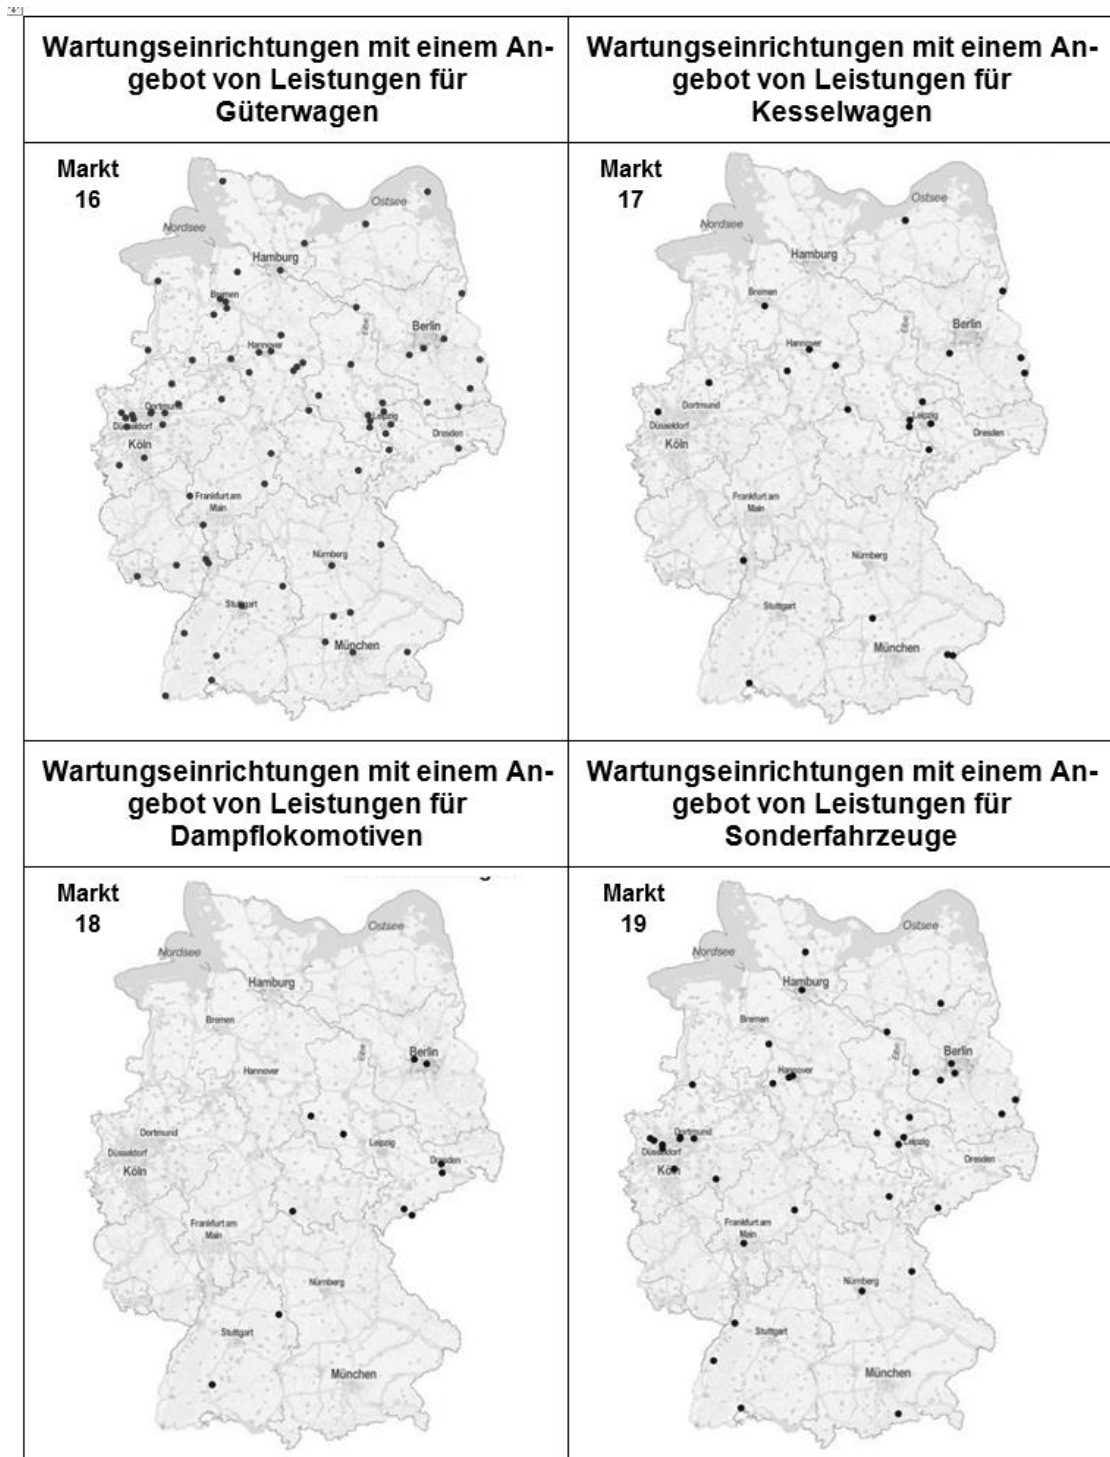 Wartungseinrichtungen mit einem An-
gebot von Leistungen für
Güterwagen
Wartungseinrichtungen mit einem An-
gebot von Leistungen für
Kesselwagen
Markt
16
Nordsee
Ostsee
Hamburg
Bremen
Elbe
Berlin
Hannover
Dortmund
Düsseldorf
Leipzig
Köln
Dresden
Frankfurt am
Main
Nürnberg
Stuttgart
München
Markt
17
Nordsee
Ostsee
Hamburg
Bremen
Elbe
Berlin
Hannover
Dortmund
Düsseldorf
Leipzig
Köln
Dresden
Frankfurt am
Main
Nürnberg
Stuttgart
München
Wartungseinrichtungen mit einem An-
gebot von Leistungen für
Dampflokomotiven
Wartungseinrichtungen mit einem An-
gebot von Leistungen für
Sonderfahrzeuge
Markt
18
Nordsee
Ostsee
Hamburg
Bremen
Elbe
Berlin
Hannover
Dortmund
Düsseldorf
Leipzig
Köln
Dresden
Frankfurt am
Main
Nürnberg
Stuttgart
München
Markt
19
Nordsee
Ostsee
Hamburg
Bremen
Elbe
Berlin
Hannover
Dortmund
Düsseldorf
Leipzig
Köln
Dresden
Frankfurt am
Main
Nürnberg
Stuttgart
München